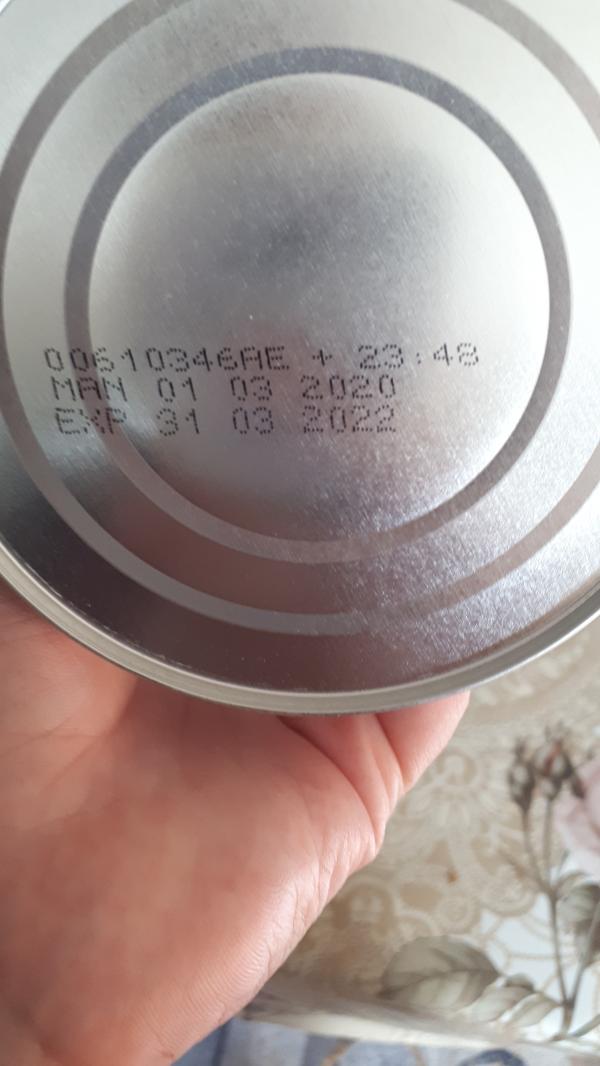 00610346AE + 23:48
MAN 01 03 2020
EXP 31 03 2022